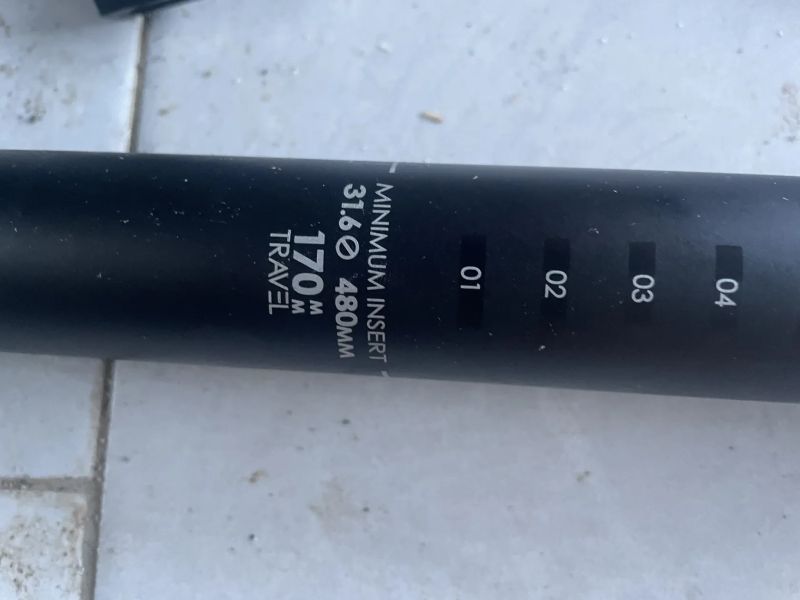 MINIMUM INSERT
31.6⌀ 480MM
170MM
TRAVEL
01
02
03
04